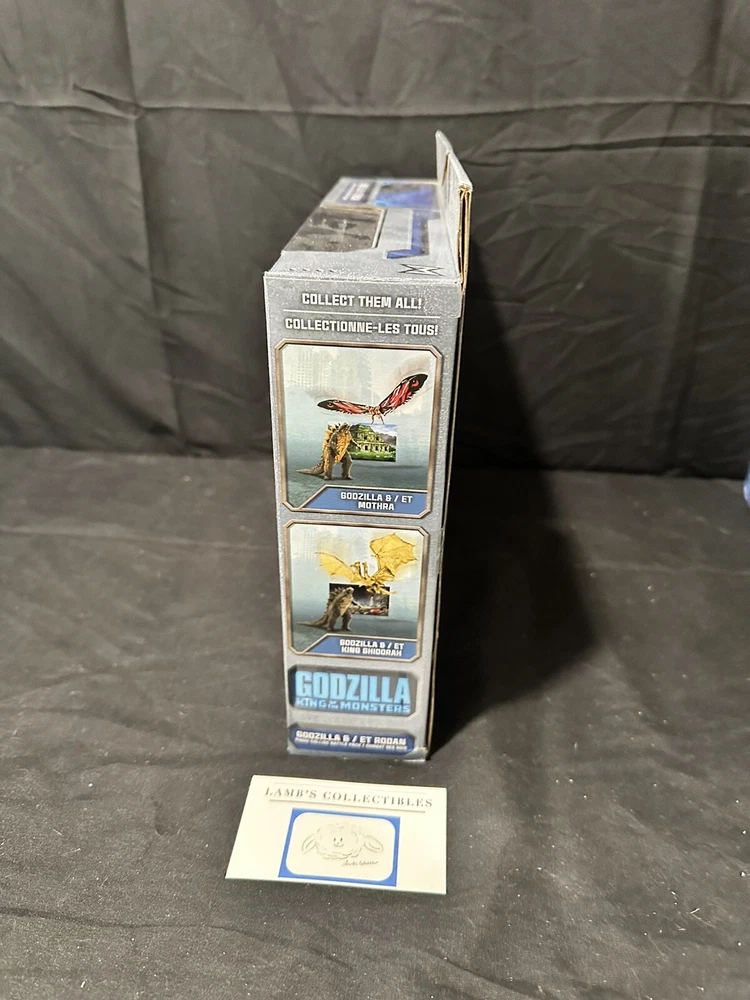 COLLECT THEM ALL!
COLLECTIONNE-LES TOUS!
GODZILLA & / ET
MOTHRA
GODZILLA & / ET
KING GHIDORAH
GODZILLA
KING OF THE MONSTERS
GODZILLA & / ET RODAN
LAMB'S COLLECTIBLES